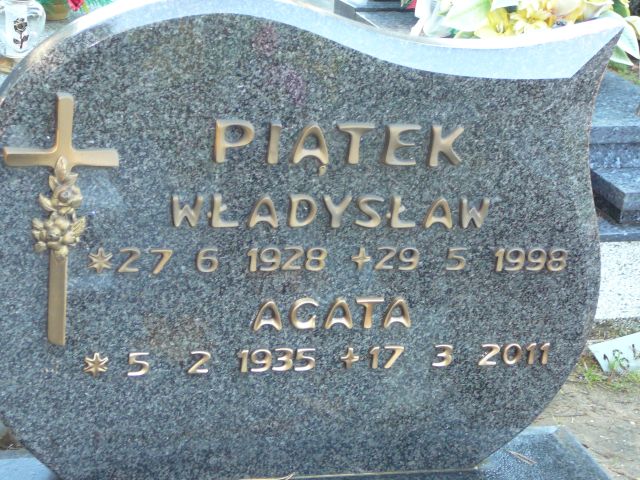 PIĄTEK
WŁADYSŁAW
*27 6 1928 +29 5 1998
AGATA
* 5 2 1935 +17 3 2011